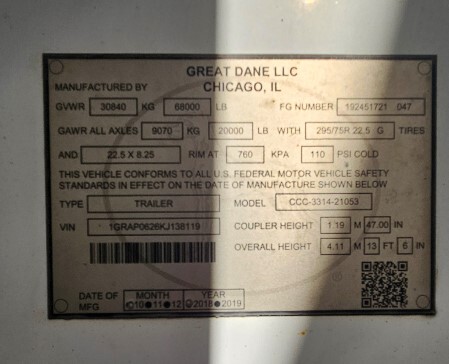 GREAT DANE LLC
MANUFACTURED BY CHICAGO, IL
GVWR 30840 KG 68000 LB FG NUMBER 192451721 047
GAWR ALL AXLES 9070 KG 20000 LB WITH 295/75R 22.5 G TIRES
AND 22.5 X 8.25 RIM AT 760 KPA 110 PSI COLD
THIS VEHICLE CONFORMS TO ALL U.S. FEDERAL MOTOR VEHICLE SAFETY
STANDARDS IN EFFECT ON THE DATE OF MANUFACTURE SHOWN BELOW
TYPE TRAILER MODEL CCC-3314-21053
VIN 1GRAP0626KJ138119 COUPLER HEIGHT 1.19 M 47.00 IN
OVERALL HEIGHT 4.11 M 13 FT 6 IN
DATE OF MFG MONTH YEAR
10 11 12 2018 2019